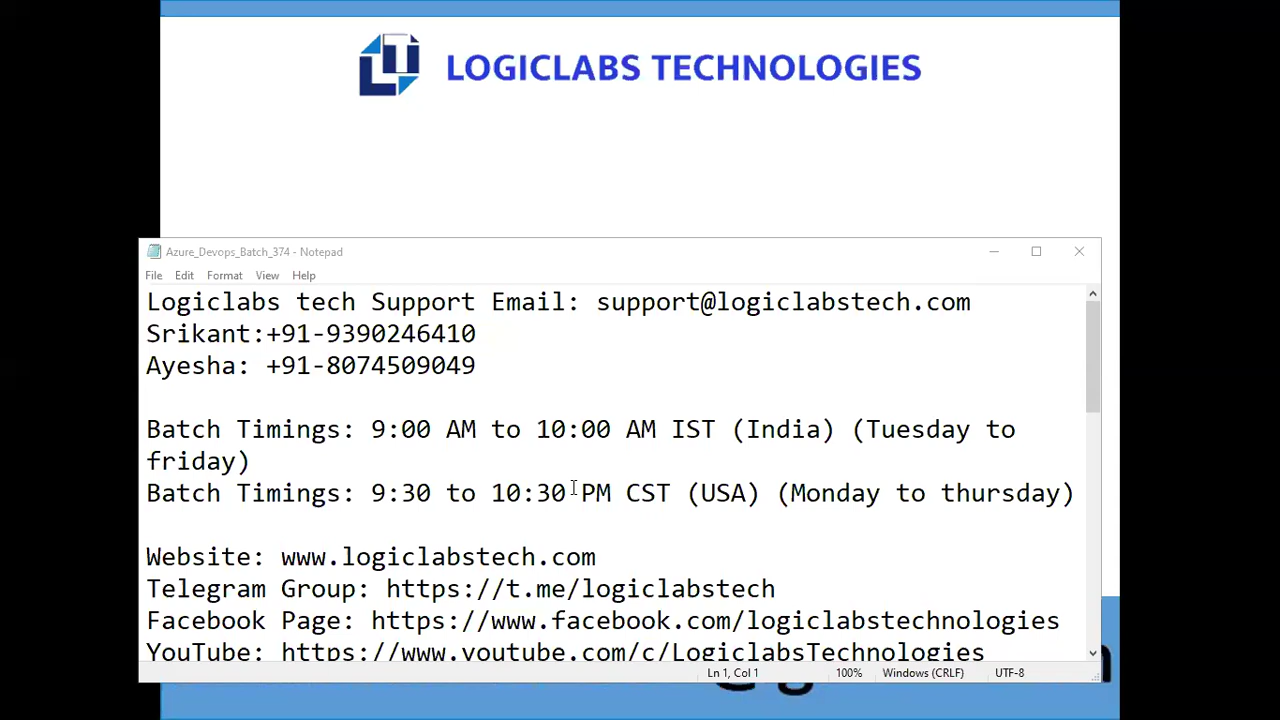 LOGICLABS TECHNOLOGIES
Azure_Devops_Batch_374 - Notepad
File Edit Format View Help
Logiclabs tech Support Email: support@logiclabstech.com
Srikant:+91-9390246410
Ayesha: +91-8074509049
Batch Timings: 9:00 AM to 10:00 AM IST (India) (Tuesday to
friday)
Batch Timings: 9:30 to 10:30 PM CST (USA) (Monday to thursday)
Website: www.logiclabstech.com
Telegram Group: https://t.me/logiclabstech
Facebook Page: https://www.facebook.com/logiclabstechnologies
YouTube: https://www.youtube.com/c/LogiclabsTechnologies
Ln 1, Col 1 100% Windows (CRLF) UTF-8